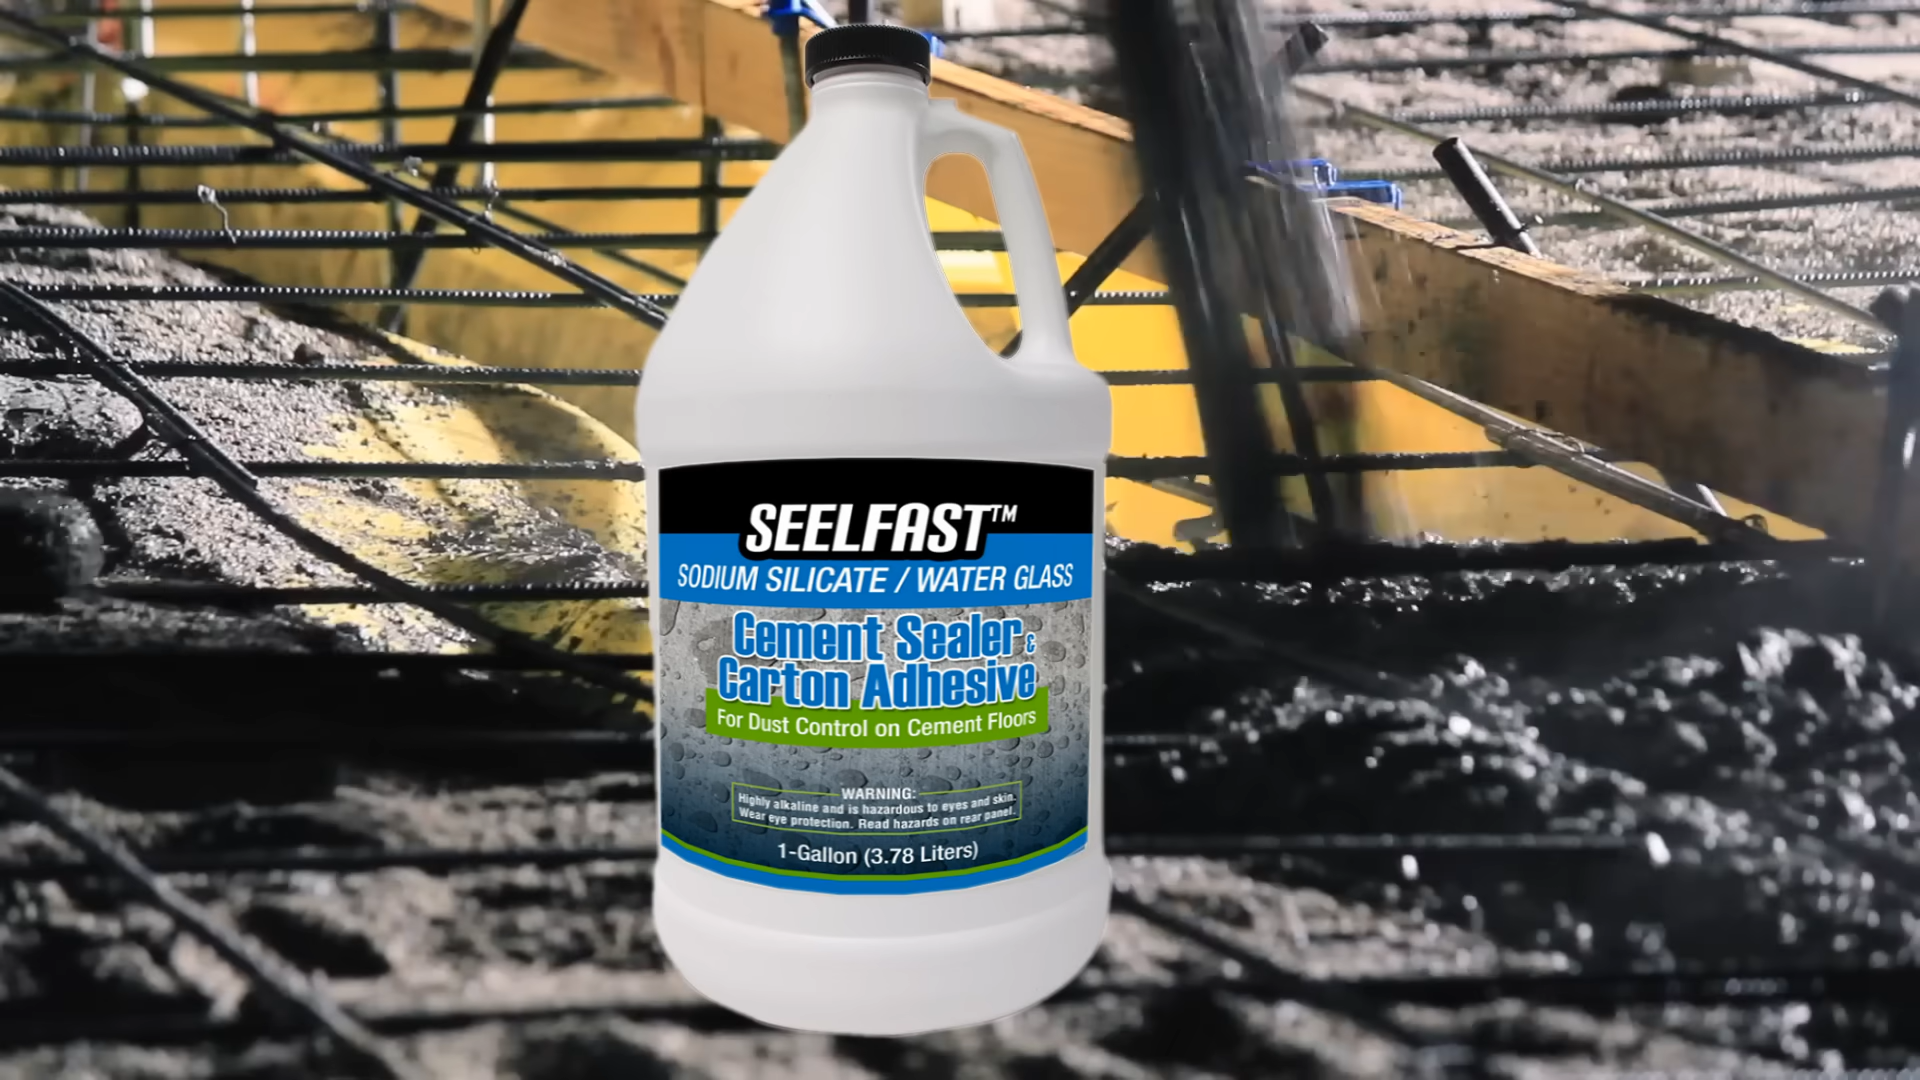 SEELFAST™
SODIUM SILICATE / WATER GLASS
Cement Sealer &
Carton Adhesive
For Dust Control on Cement Floors
WARNING:
Highly alkaline and is hazardous to eyes and skin.
Wear eye protection. Read hazards on rear panel.
1-Gallon (3.78 Liters)